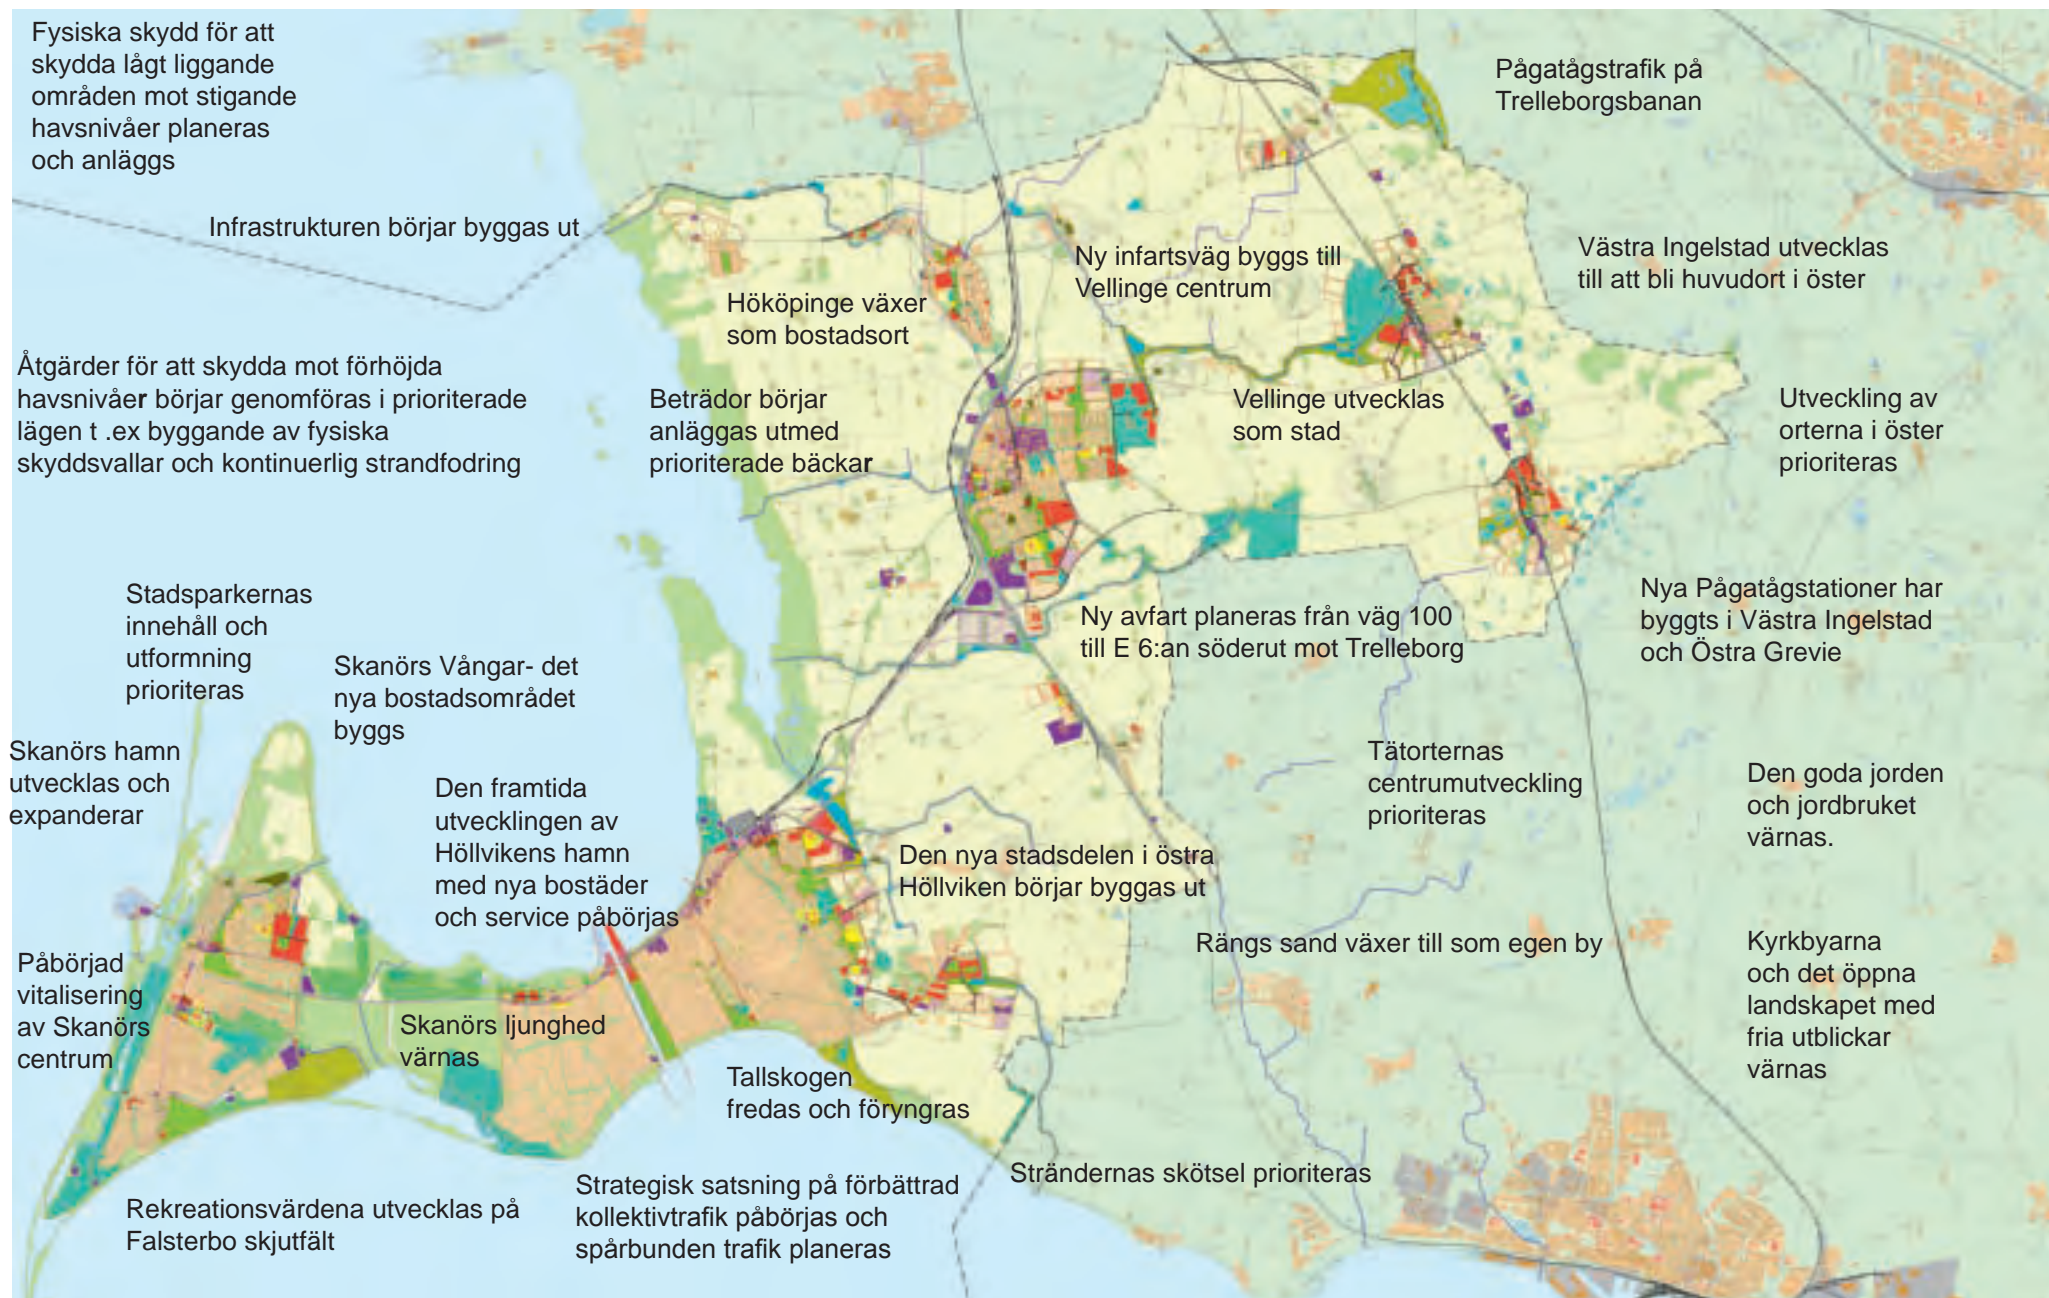 Fysiska skydd för att
skydda lågt liggande
områden mot stigande
havsnivåer planeras
och anläggs
Pågatågstrafik på
Trelleborgsbanan
Infrastrukturen börjar byggas ut
Ny infartsväg byggs till
Vellinge centrum
Västra Ingelstad utvecklas
till att bli huvudort i öster
Hököpinge växer
som bostadsort
Åtgärder för att skydda mot förhöjda
havsnivåer börjar genomföras i prioriterade
lägen t .ex byggande av fysiska
skyddsvallar och kontinuerlig strandfodring
Beträdor börjar
anläggas utmed
prioriterade bäckar
Vellinge utvecklas
som stad
Utveckling av
orterna i öster
prioriteras
Stadsparkernas
innehåll och
utformning
prioriteras
Skanörs Vångar- det
nya bostadsområdet
byggs
Ny avfart planeras från väg 100
till E 6:an söderut mot Trelleborg
Nya Pågatågstationer har
byggts i Västra Ingelstad
och Östra Grevie
Skanörs hamn
utvecklas och
expanderar
Den framtida
utvecklingen av
Höllvikens hamn
med nya bostäder
och service påbörjas
Tätorternas
centrumutveckling
prioriteras
Den goda jorden
och jordbruket
värnas.
Den nya stadsdelen i östra
Höllviken börjar byggas ut
Rängs sand växer till som egen by
Kyrkbyarna
och det öppna
landskapet med
fria utblickar
värnas
Påbörjad
vitalisering
av Skanörs
centrum
Skanörs ljunghed
värnas
Tallskogen
fredas och föryngras
Strändernas skötsel prioriteras
Rekreationsvärdena utvecklas på
Falsterbo skjutfält
Strategisk satsning på förbättrad
kollektivtrafik påbörjas och
spårbunden trafik planeras